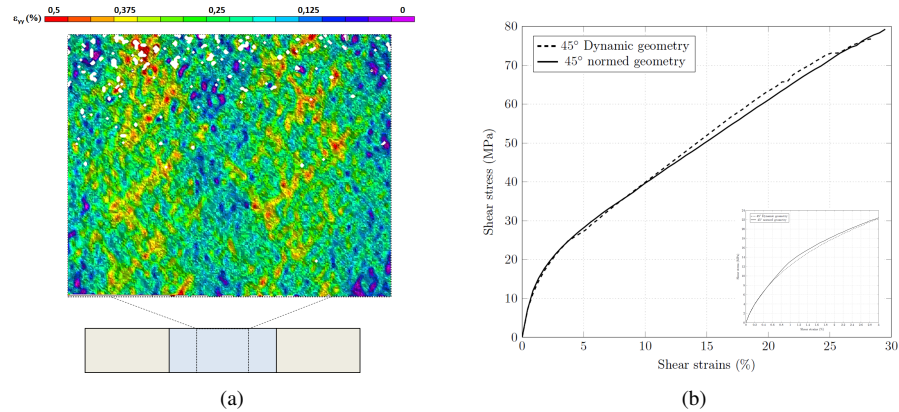 εyy (%)
0,5 0,375 0,25 0,125 0
(a)
45° Dynamic geometry
45° normed geometry
Shear stress (MPa)
80
70
60
50
40
30
20
10
0
0 5 10 15 20 25 30
Shear strains (%)
(b)